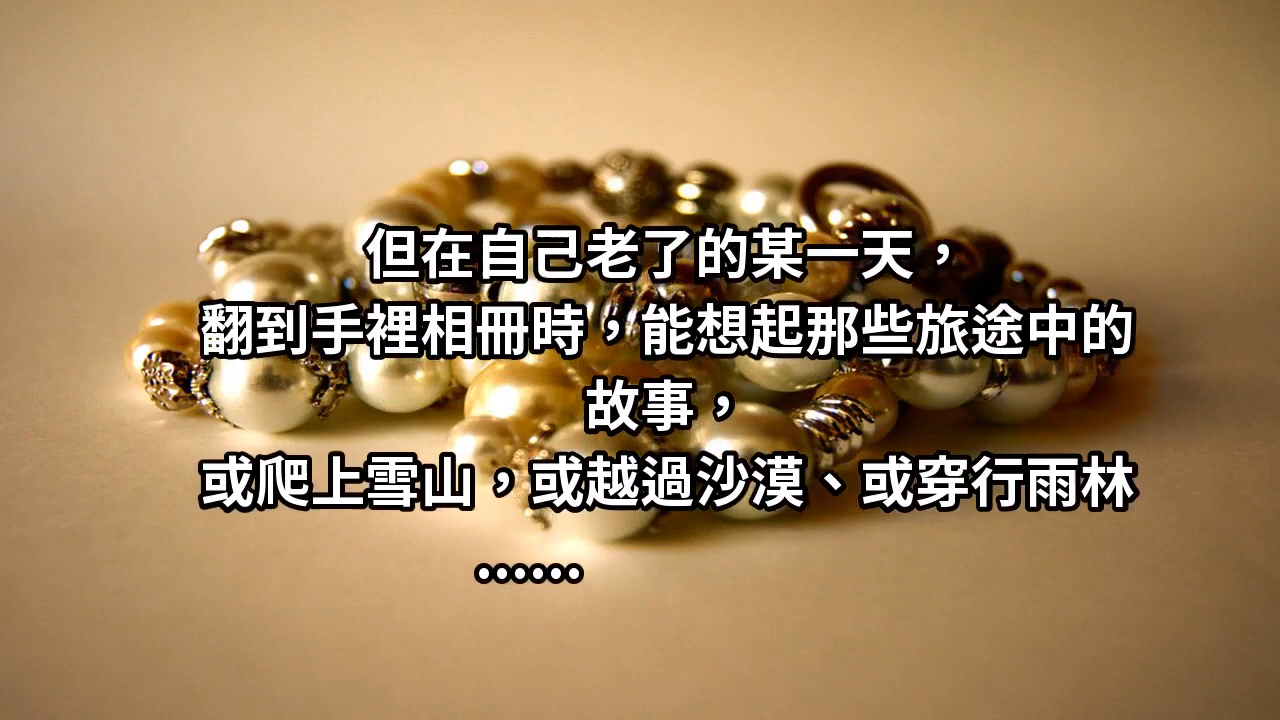 但在自己老了的某一天，
翻到手裡相冊時，能想起那些旅途中的
故事，
或爬上雪山，或越過沙漠、或穿行雨林
……